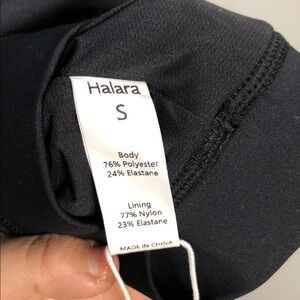 Halara
S
Body
76% Polyester
24% Elastane
Lining
77% Nylon
23% Elastane
MADE IN CHINA